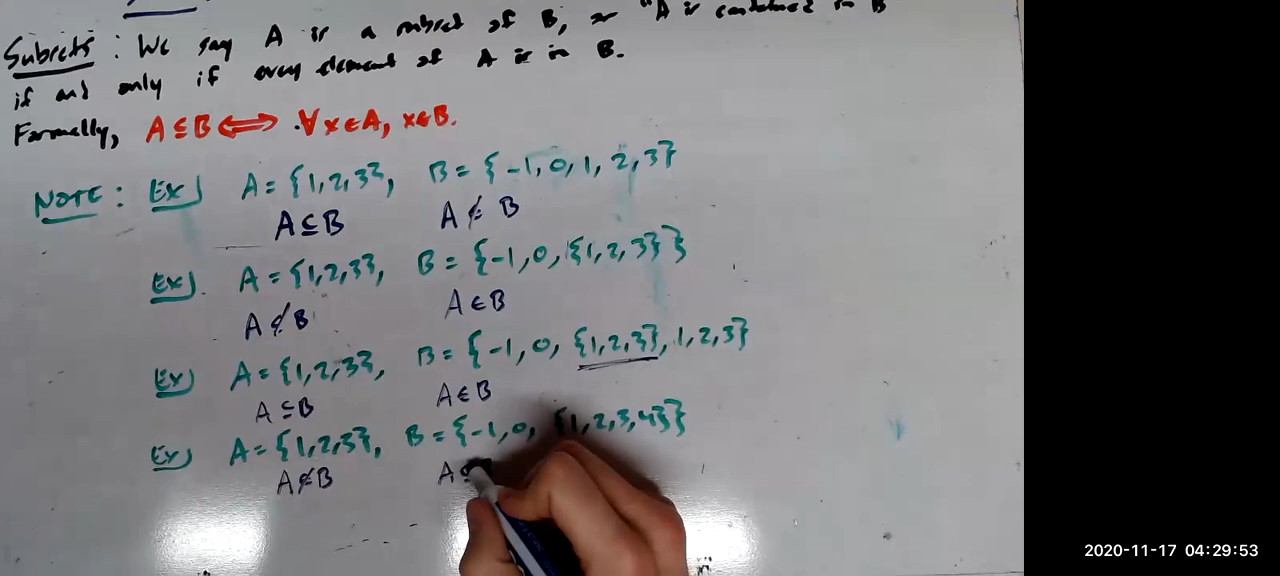 Subsets: We say A is a subset of B, or "A is contained in B
if and only if every element of A is in B.
Formally, A ⊆ B ⟺ ∀ x ∈ A, x ∈ B.
NOTE: Ex) A = {1,2,3}, B = {-1, 0, 1, 2, 3}
A ⊆ B A ∉ B
Ex) A = {1,2,3}, B = {-1, 0, {1,2,3}}
A ⊈ B A ∈ B
Ex) A = {1,2,3}, B = {-1, 0, {1,2,3}, 1, 2, 3}
A ⊆ B A ∈ B
Ex) A = {1,2,3}, B = {-1, 0, {1,2,3,4}}
A ∉ B A
2020-11-17 04:29:53